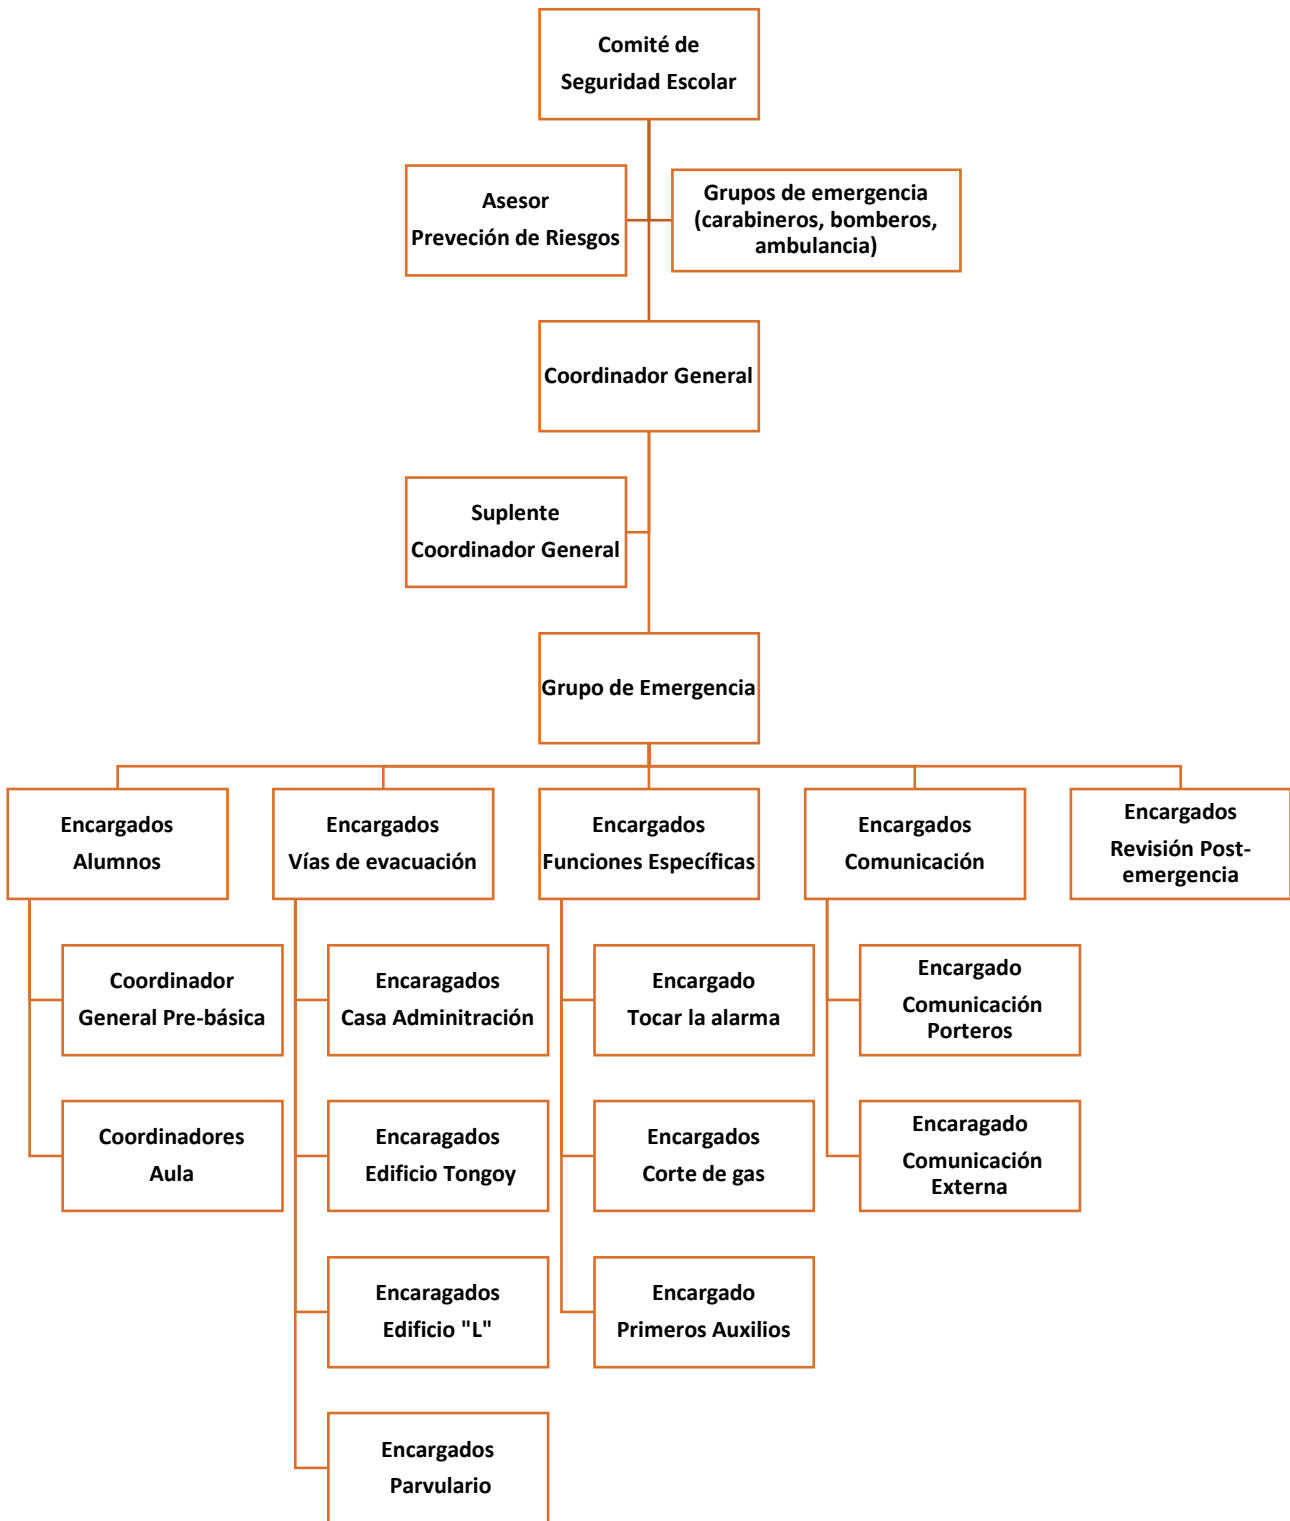 Comité de
Seguridad Escolar
Asesor
Preveción de Riesgos
Grupos de emergencia
(carabineros, bomberos,
ambulancia)
Coordinador General
Suplente
Coordinador General
Grupo de Emergencia
Encargados
Alumnos
Encargados
Vías de evacuación
Encargados
Funciones Específicas
Encargados
Comunicación
Encargados
Revisión Post-
emergencia
Coordinador
General Pre-básica
Encaragados
Casa Adminitración
Encargado
Tocar la alarma
Encargado
Comunicación
Porteros
Coordinadores
Aula
Encaragados
Edificio Tongoy
Encargados
Corte de gas
Encaragado
Comunicación
Externa
Encaragados
Edificio "L"
Encargado
Primeros Auxilios
Encargados
Parvulario